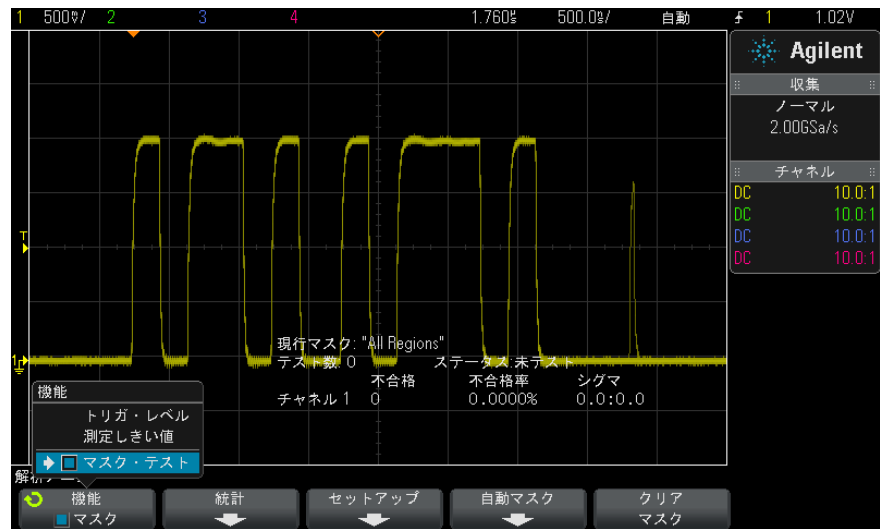 1 500㎷/ 2 3 4 1.760㎲ 500.0㎱/ 自動 1 1.02V
Agilent
収集
ノーマル
2.00GSa/s
チャネル
DC 10.0:1
DC 10.0:1
DC 10.0:1
DC 10.0:1
T
1
現行マスク: "All Regions"
テスト数: 0 ステータス:未テスト
不合格 不合格率 シグマ
チャネル 1 0 0.0000% 0.0:0.0
機能
トリガ・レベル
測定しきい値
マスク・テスト
機能 統計 セットアップ 自動マスク クリア
マスク マスク